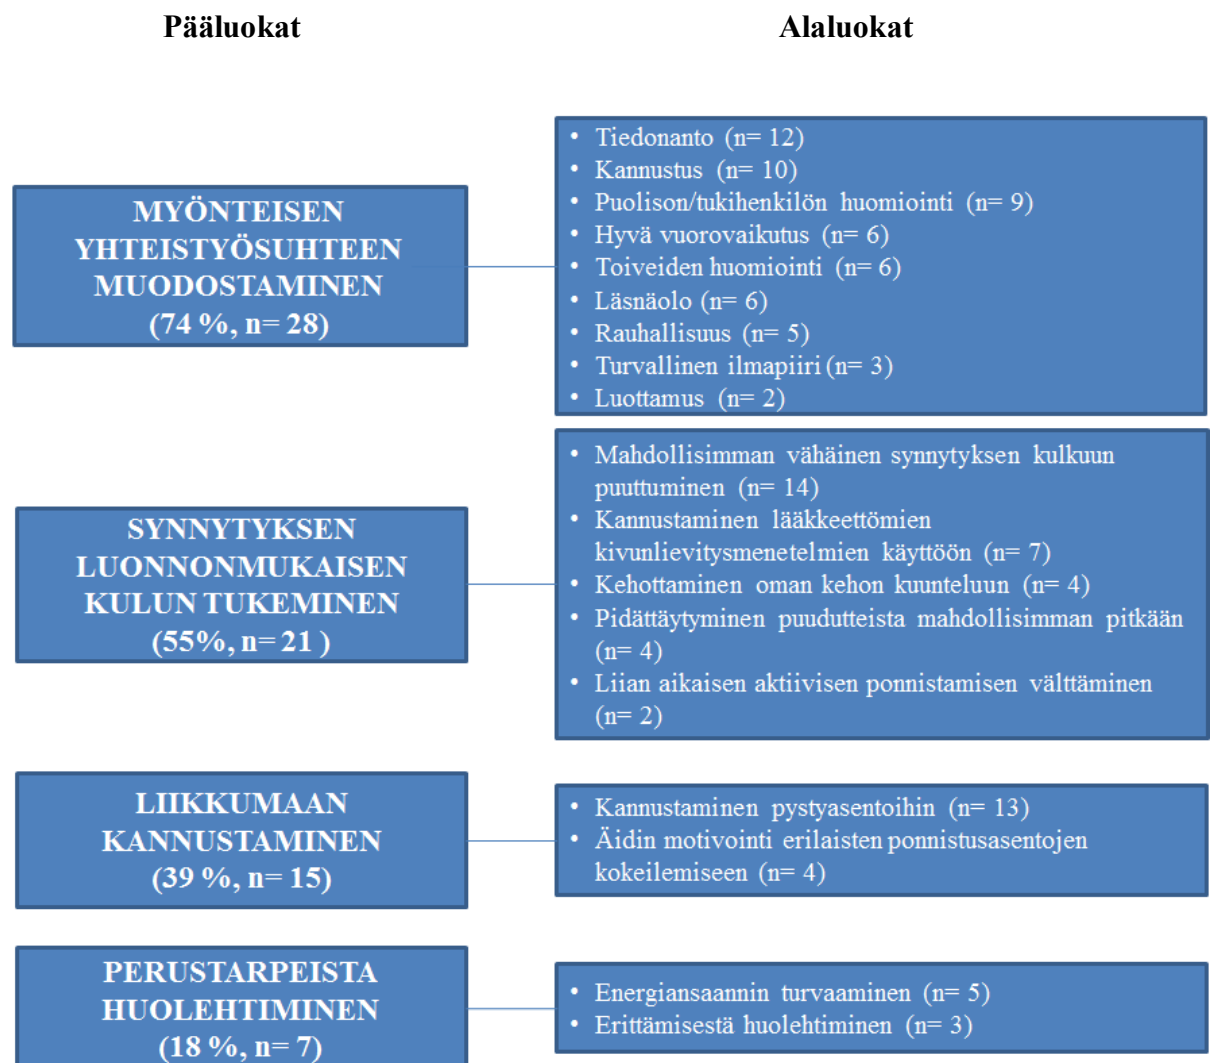 Pääluokat
Alaluokat
MYÖNTEISEN
YHTEISTYÖSUHTEEN
MUODOSTAMINEN
(74 %, n= 28)
• Tiedonanto (n= 12)
• Kannustus (n= 10)
• Puolison/tukihenkilön huomiointi (n= 9)
• Hyvä vuorovaikutus (n= 6)
• Toiveiden huomiointi (n= 6)
• Läsnäolo (n= 6)
• Rauhallisuus (n= 5)
• Turvallinen ilmapiiri (n= 3)
• Luottamus (n= 2)
SYNNYTYKSEN
LUONNONMUKAISEN
KULUN TUKEMINEN
(55%, n= 21 )
• Mahdollisimman vähäinen synnytyksen kulkuun
puuttuminen (n= 14)
• Kannustaminen lääkkeettömien
kivunlievitysmenetelmien käyttöön (n= 7)
• Kehottaminen oman kehon kuunteluun (n= 4)
• Pidättäytyminen puudutteista mahdollisimman pitkään
(n= 4)
• Liian aikaisen aktiivisen ponnistamisen välttäminen
(n= 2)
LIIKKUMAAN
KANNUSTAMINEN
(39 %, n= 15)
• Kannustaminen pystyasentoihin (n= 13)
• Äidin motivointi erilaisten ponnistusasentojen
kokeilemiseen (n= 4)
PERUSTARPEISTA
HUOLEHTIMINEN
(18 %, n= 7)
• Energiansaannin turvaaminen (n= 5)
• Erittämisestä huolehtiminen (n= 3)